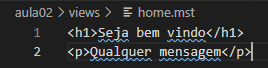 aula02 > views > home.mst
1 <h1>Seja bem vindo</h1>
2 <p>Qualquer mensagem</p>